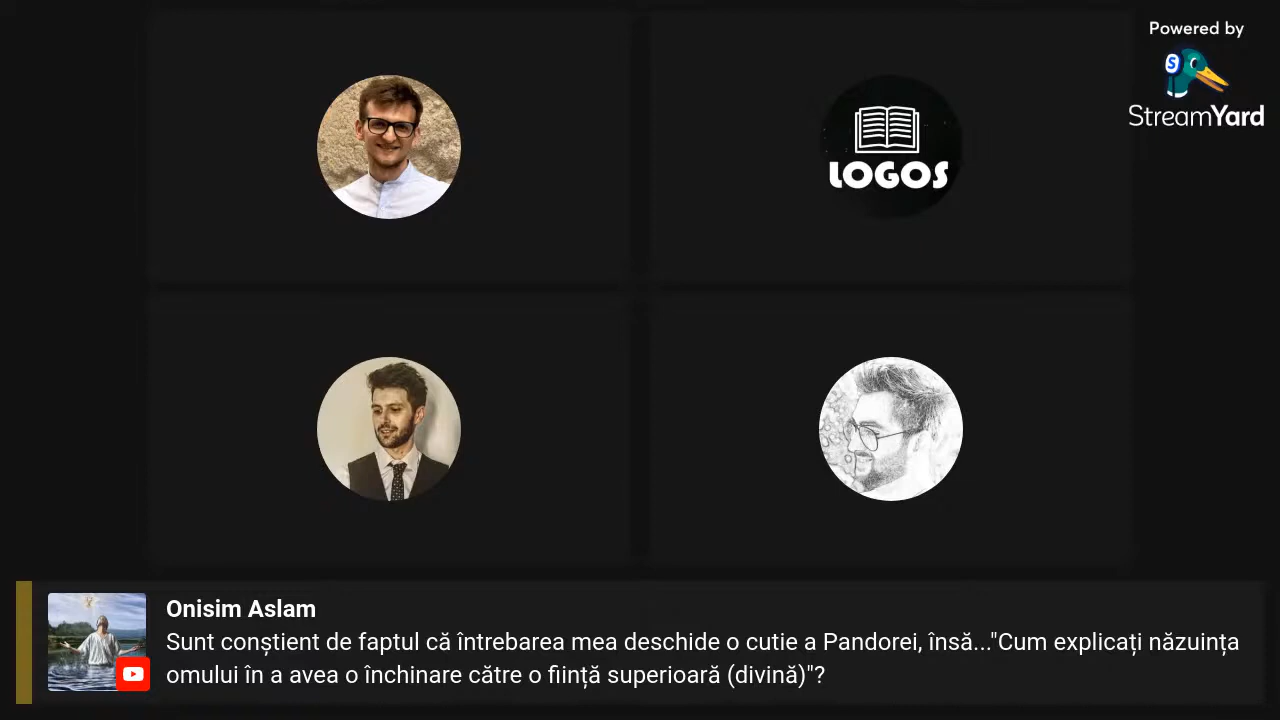 Powered by
S
StreamYard
LOGOS
Onisim Aslam
Sunt conștient de faptul că întrebarea mea deschide o cutie a Pandorei, însă..."Cum explicați năzuința
omului în a avea o închinare către o ființă superioară (divină)"?